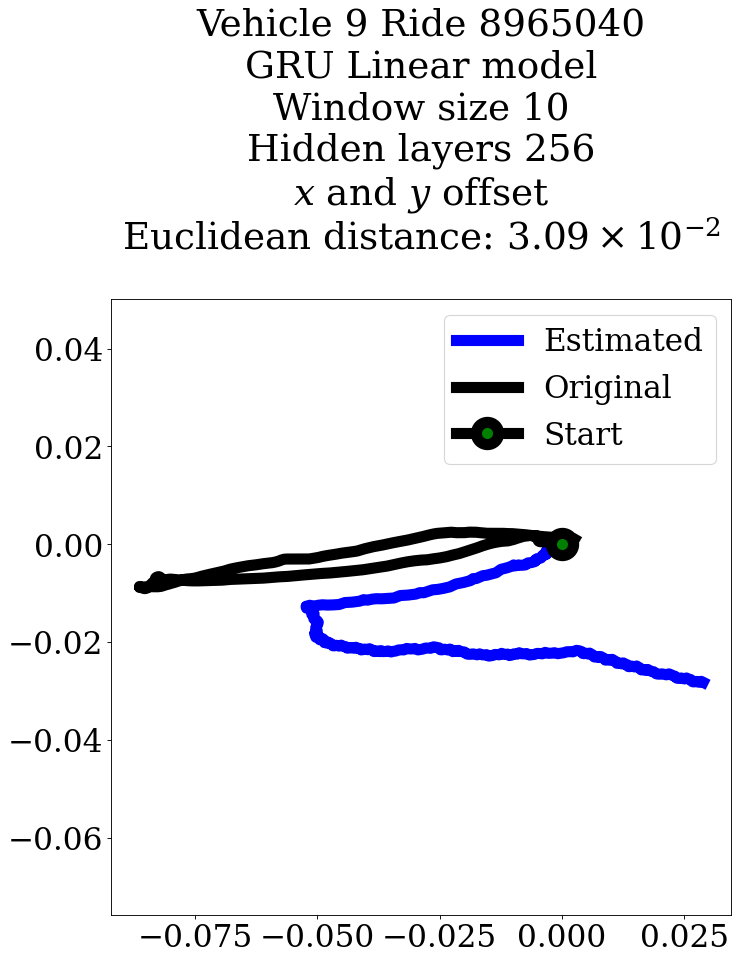 Vehicle 9 Ride 8965040
GRU Linear model
Window size 10
Hidden layers 256
x and y offset
Euclidean distance: 3.09 × 10⁻²
Estimated
Original
Start
0.04
0.02
0.00
−0.02
−0.04
−0.06
−0.075 −0.050 −0.025 0.000 0.025